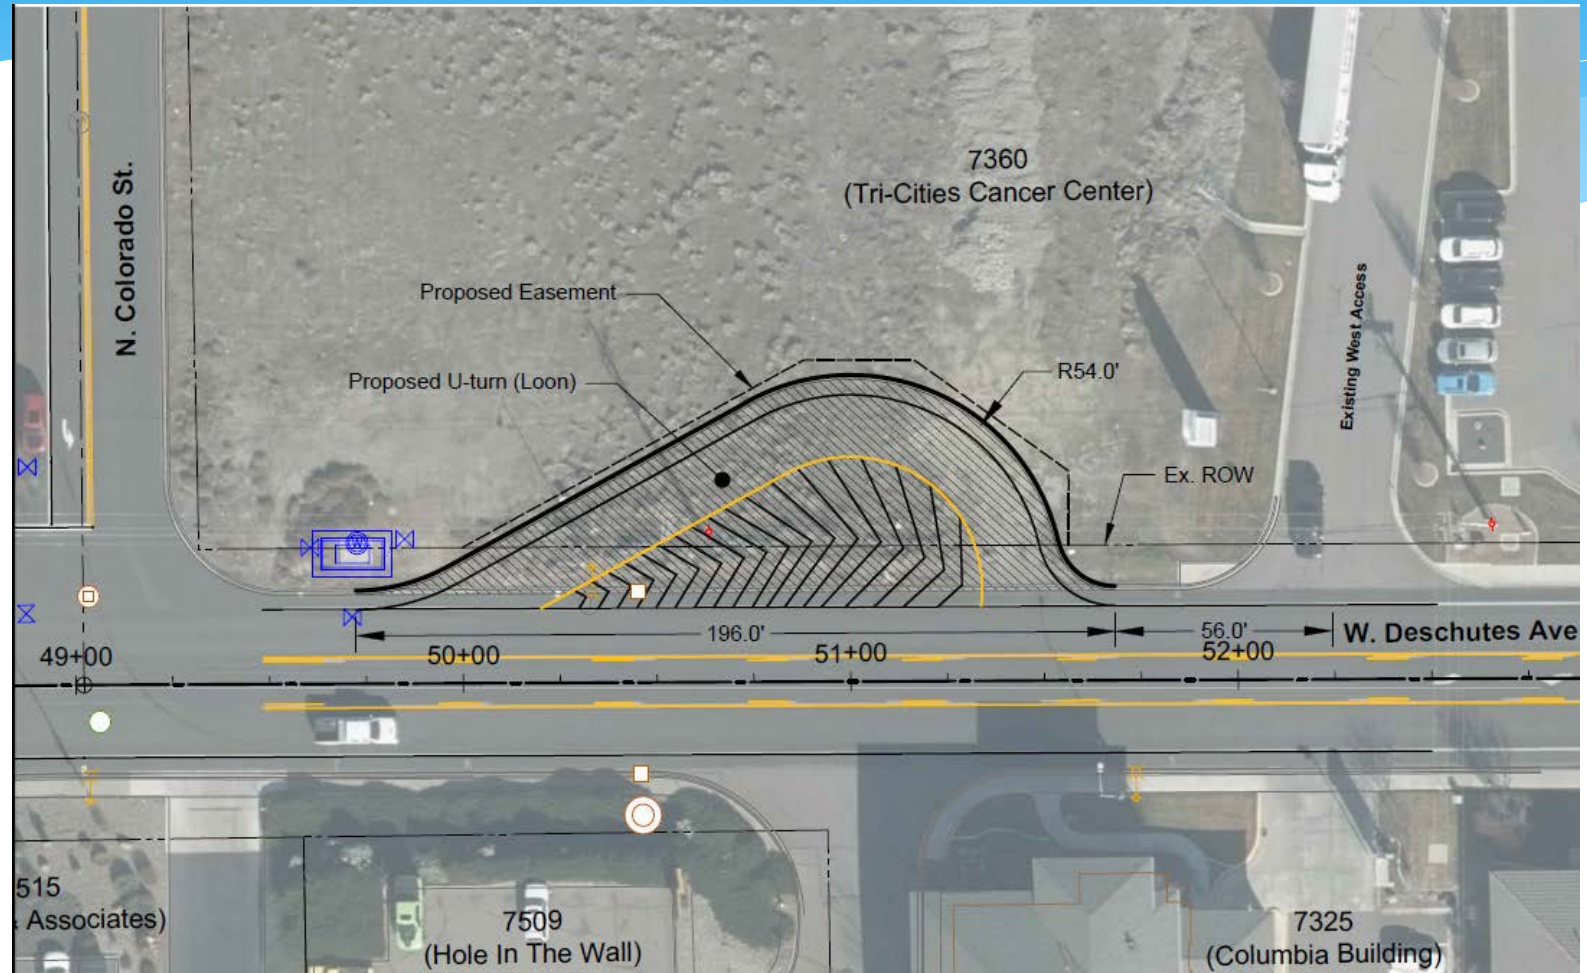 N. Colorado St.
7360
(Tri-Cities Cancer Center)
Proposed Easement
Proposed U-turn (Loon)
R54.0'
Existing West Access
Ex. ROW
W
196.0'
56.0'
W. Deschutes Ave
49+00
50+00
51+00
52+00
515
Associates)
7509
(Hole In The Wall)
7325
(Columbia Building)